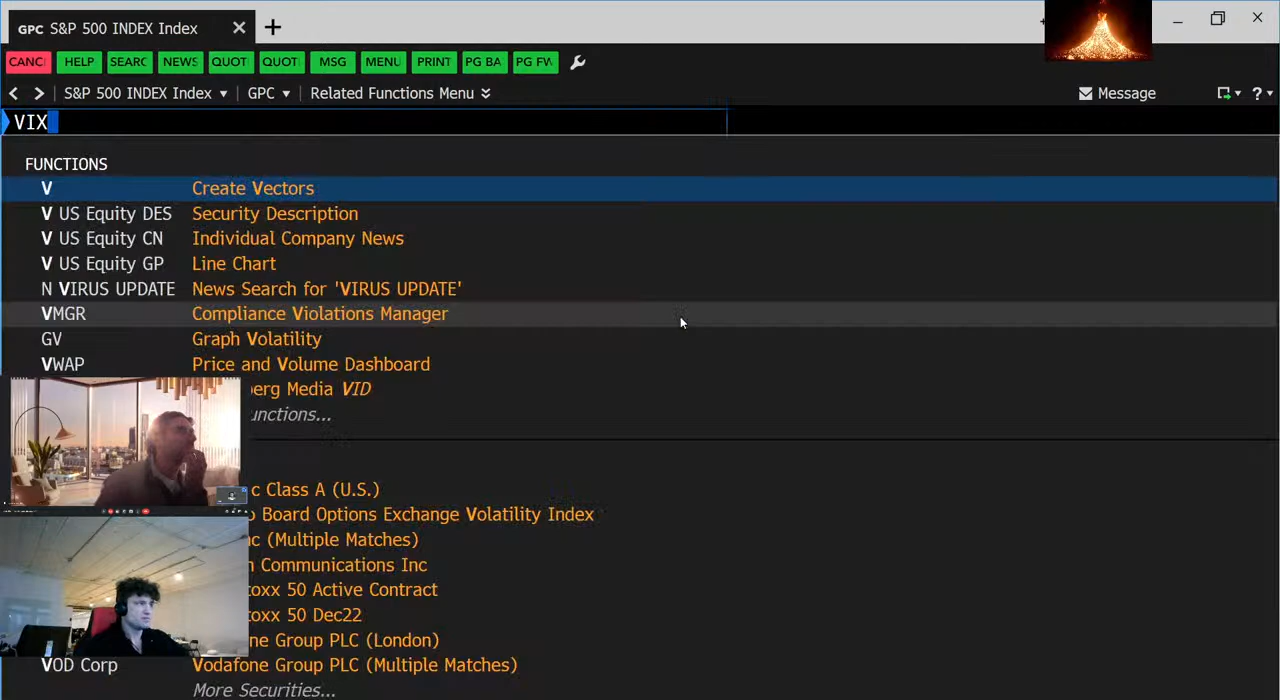 GPC S&P 500 INDEX Index
CANC HELP SEARC NEWS QUOT QUOT MSG MENU PRINT PG BA PG FW
S&P 500 INDEX Index GPC Related Functions Menu Message ?
VIX
FUNCTIONS
V Create Vectors
V US Equity DES Security Description
V US Equity CN Individual Company News
V US Equity GP Line Chart
N VIRUS UPDATE News Search for 'VIRUS UPDATE'
VMGR Compliance Violations Manager
GV Graph Volatility
VWAP Price and Volume Dashboard
berg Media VID
unctions...
c Class A (U.S.)
o Board Options Exchange Volatility Index
c (Multiple Matches)
Communications Inc
oxx 50 Active Contract
oxx 50 Dec22
ne Group PLC (London)
VOD Corp Vodafone Group PLC (Multiple Matches)
More Securities...